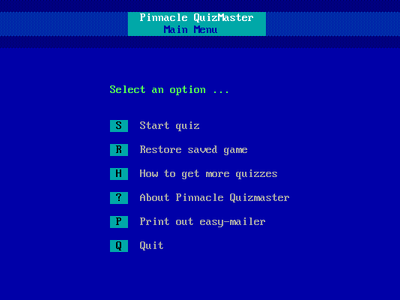 Pinnacle QuizMaster
Main Menu
Select an option ...
S Start quiz
R Restore saved game
H How to get more quizzes
? About Pinnacle Quizmaster
P Print out easy-mailer
Q Quit